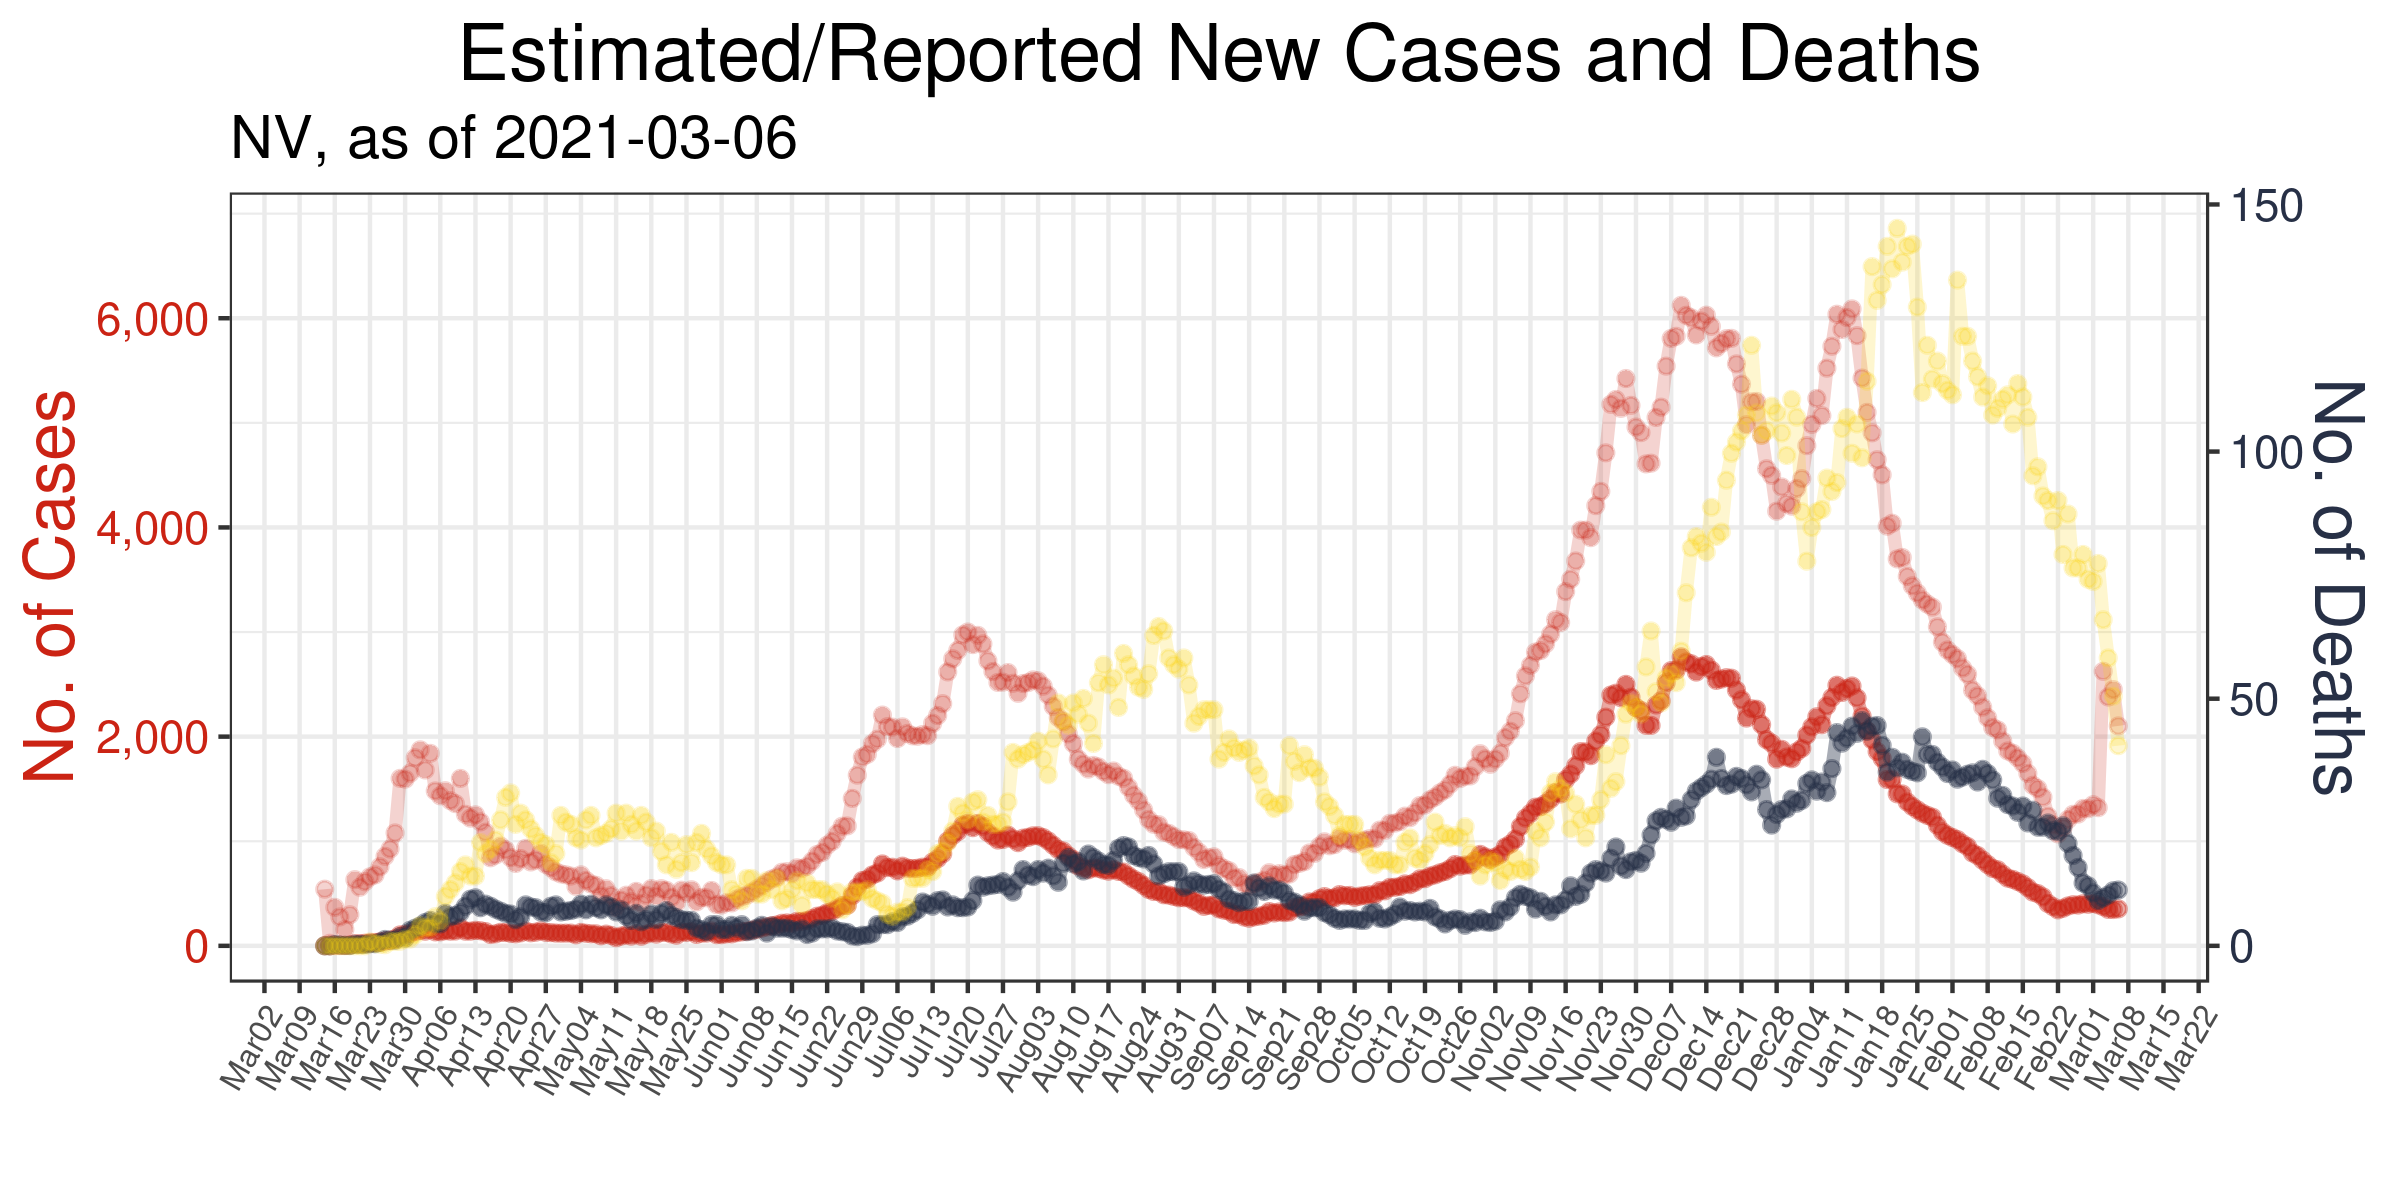 Estimated/Reported New Cases and Deaths
NV, as of 2021-03-06
No. of Cases
6,000
4,000
2,000
0
150
100
50
0
No. of Deaths
Mar02
Mar09
Mar16
Mar23
Mar30
Apr06
Apr13
Apr20
Apr27
May04
May11
May18
May25
Jun01
Jun08
Jun15
Jun22
Jun29
Jul06
Jul13
Jul20
Jul27
Aug03
Aug10
Aug17
Aug24
Aug31
Sep07
Sep14
Sep21
Sep28
Oct05
Oct12
Oct19
Oct26
Nov02
Nov09
Nov16
Nov23
Nov30
Dec07
Dec14
Dec21
Dec28
Dec04
Jan11
Jan18
Jan25
Jan25
Feb01
Feb08
Feb15
Feb22
Mar01
Mar08
Mar15
Mar22